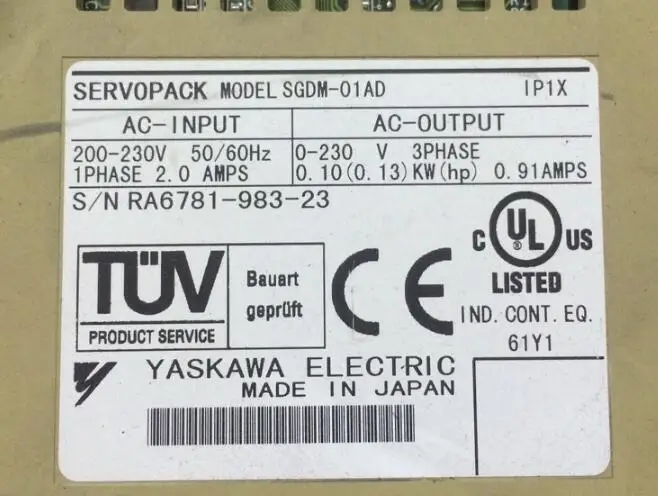 SERVOPACK MODEL SGDM-01AD IP1X
AC-INPUT AC-OUTPUT
200-230V 50/60Hz 0-230 V 3PHASE
1PHASE 2.0 AMPS 0.10(0.13)KW(hp) 0.91AMPS
S/N RA6781-983-23
TÜV
PRODUCT SERVICE
Bauart
geprüft
CE
C UL US
®
LISTED
IND. CONT. EQ.
61Y1
YASKAWA ELECTRIC
MADE IN JAPAN